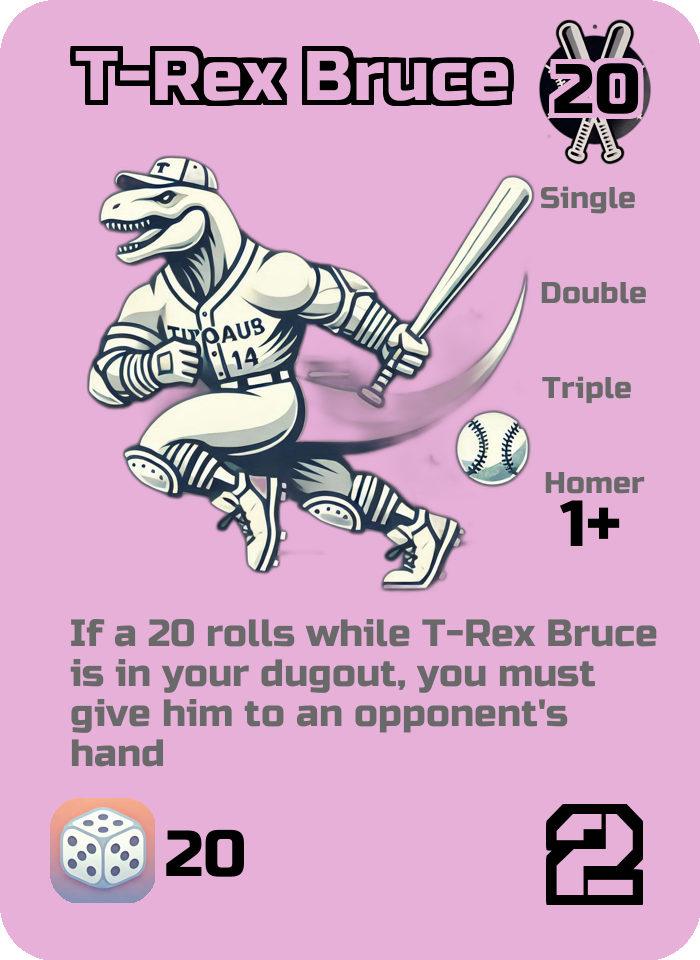 T-Rex Bruce
20
Single
Double
Triple
Homer
1+
T
14
If a 20 rolls while T-Rex Bruce
is in your dugout, you must
give him to an opponent's
hand
20
2